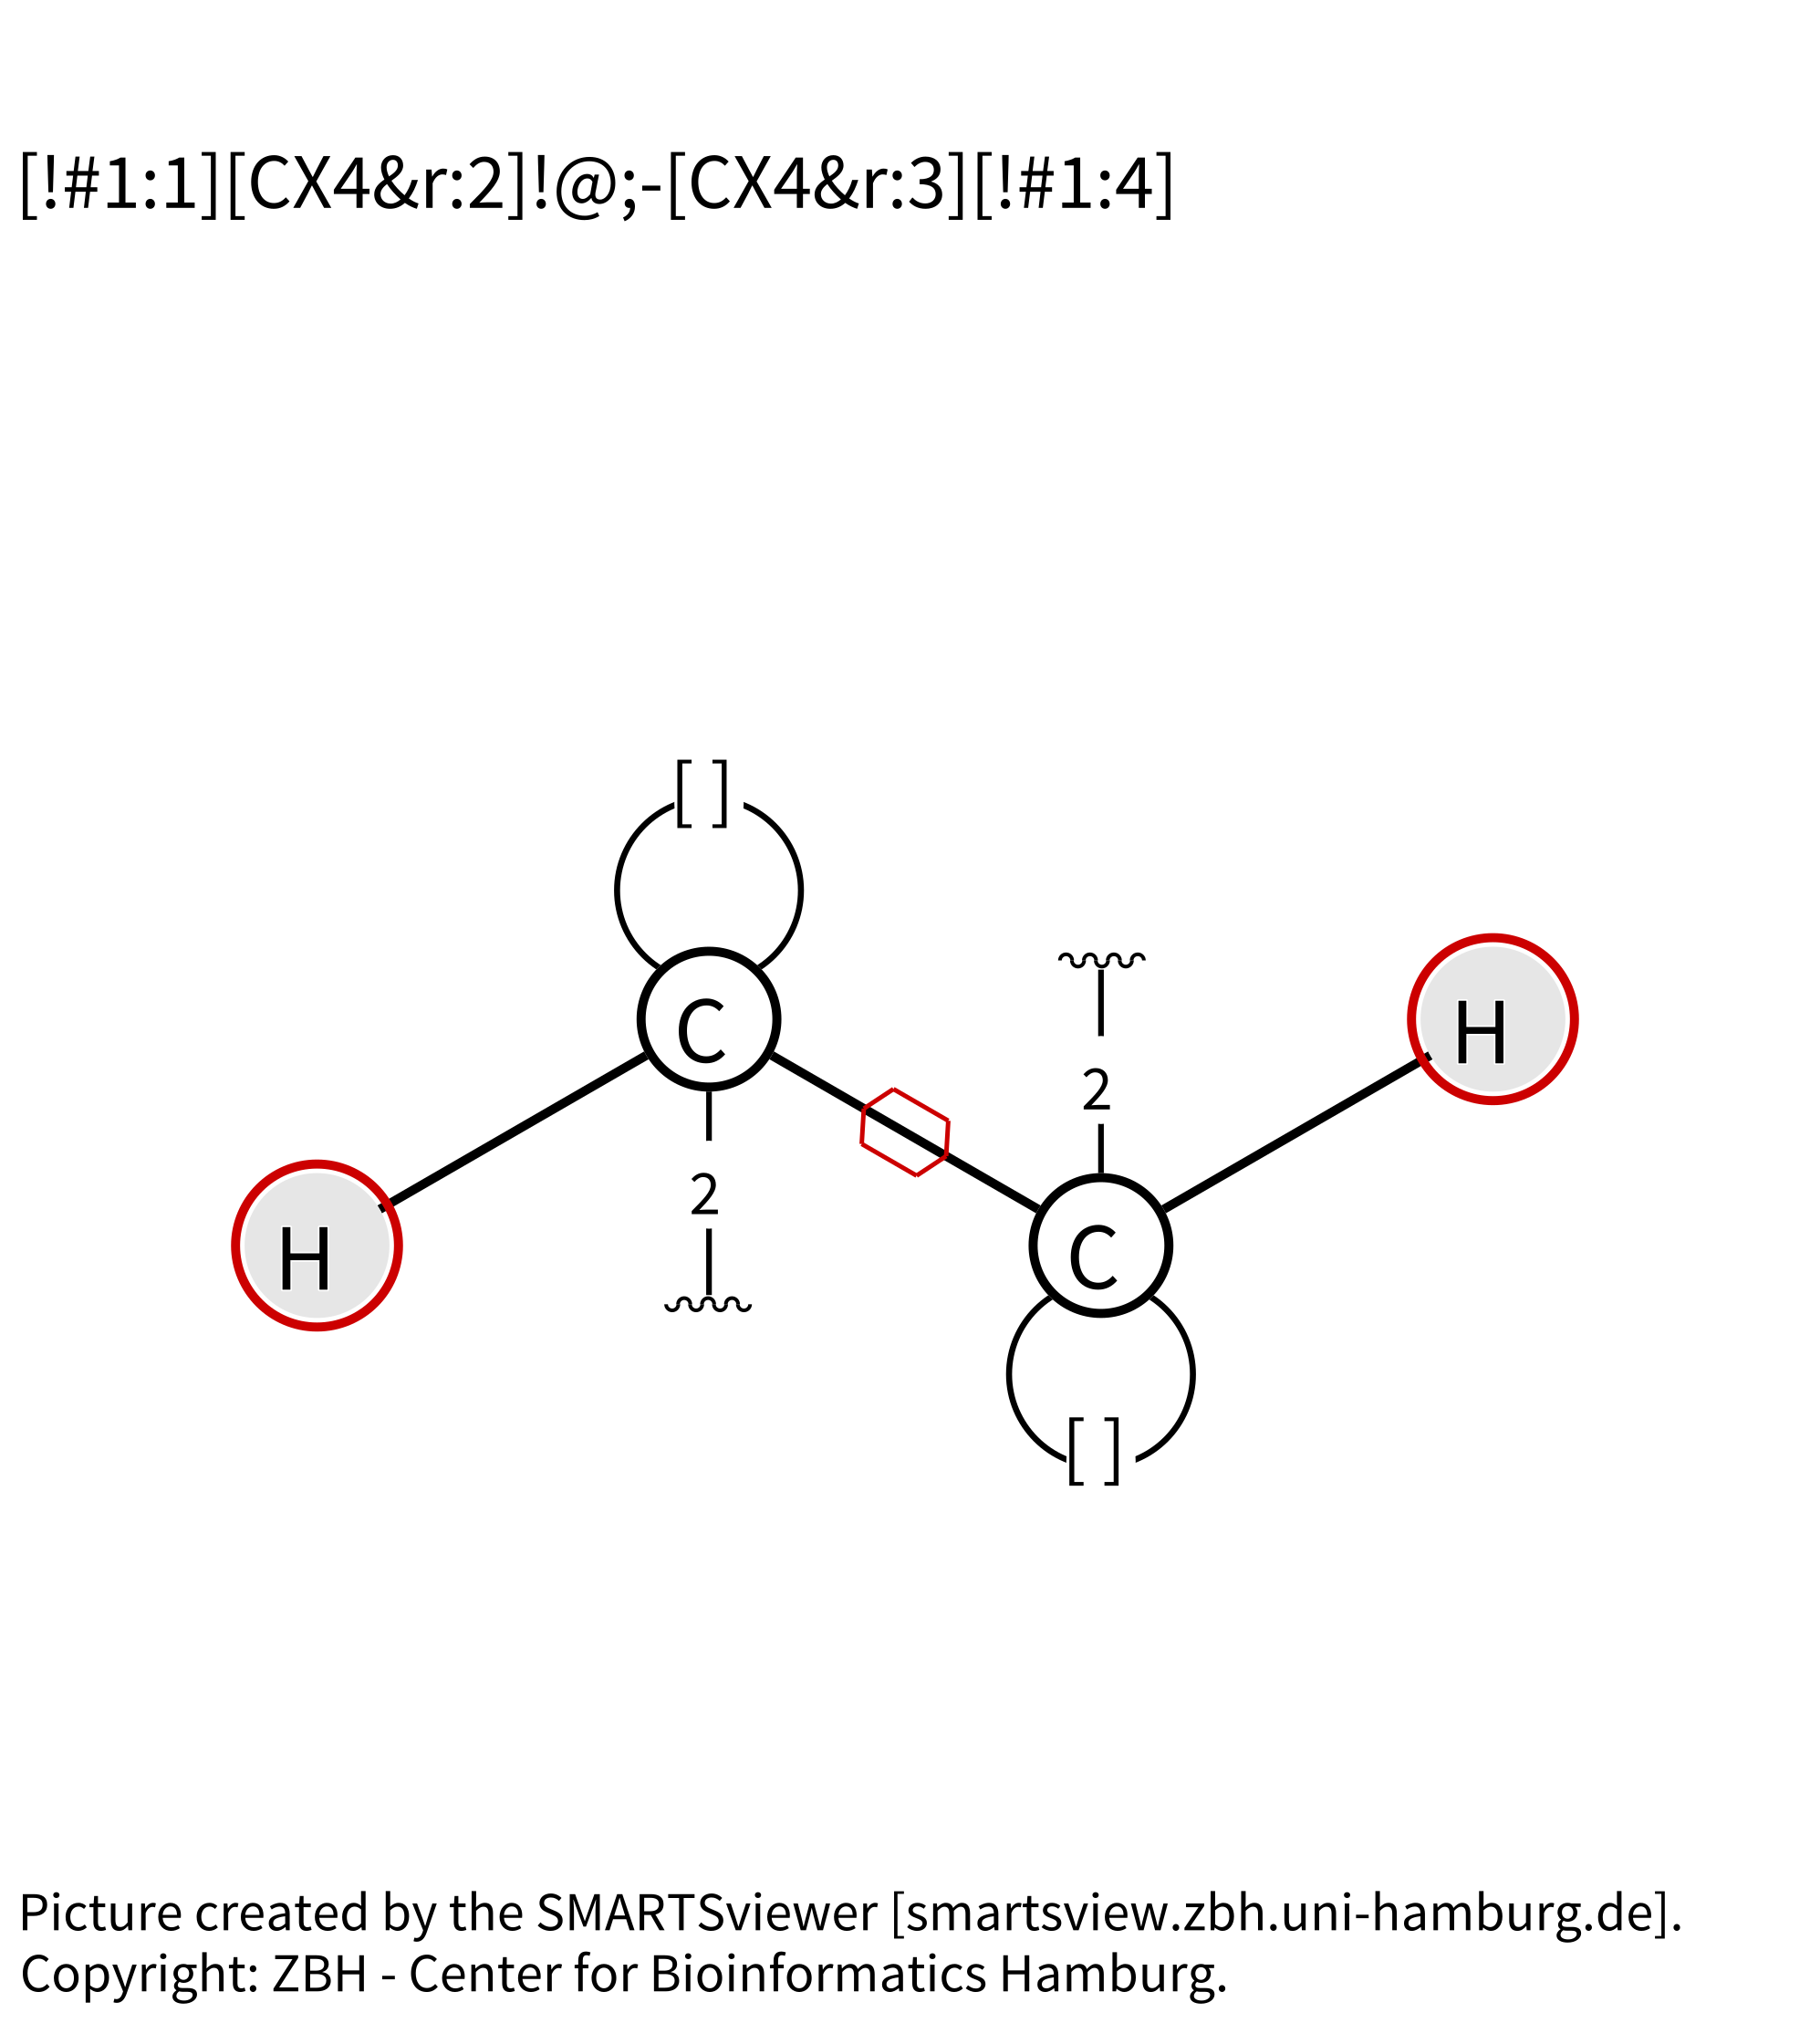 [!#1:1][CX4&r:2]!@;-[CX4&r:3][!#1:4]
[ ]
C
H
2
2
C
H
[ ]
Picture created by the SMARTSviewer [smartsview.zbh.uni-hamburg.de].
Copyright: ZBH - Center for Bioinformatics Hamburg.